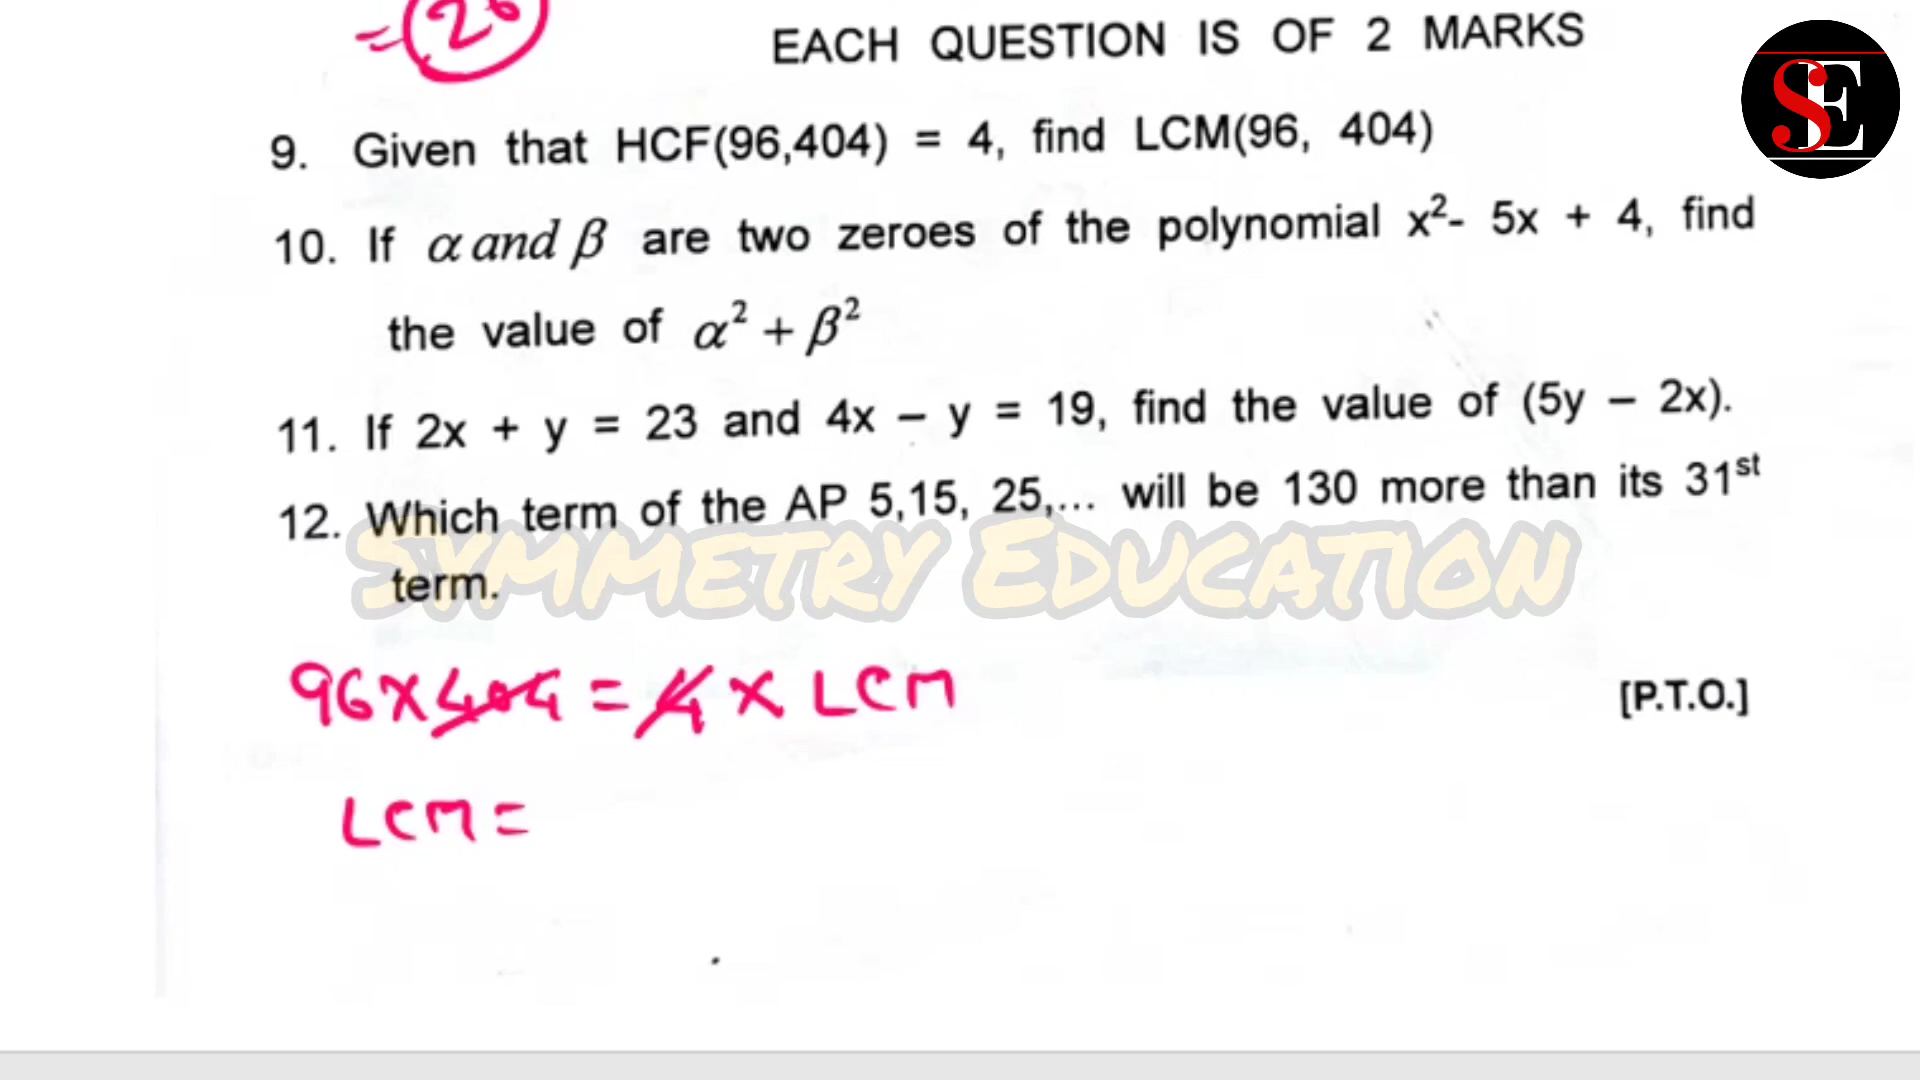 = 26
EACH QUESTION IS OF 2 MARKS
SE
9. Given that HCF(96,404) = 4, find LCM(96, 404)
10. If α and β are two zeroes of the polynomial x²- 5x + 4, find
the value of α² + β²
11. If 2x + y = 23 and 4x – y = 19, find the value of (5y – 2x).
12. Which term of the AP 5,15, 25,... will be 130 more than its 31st
term.
SYMMETRY EDUCATION
96 × 404 = 4 × LCM
[P.T.O.]
LCM =